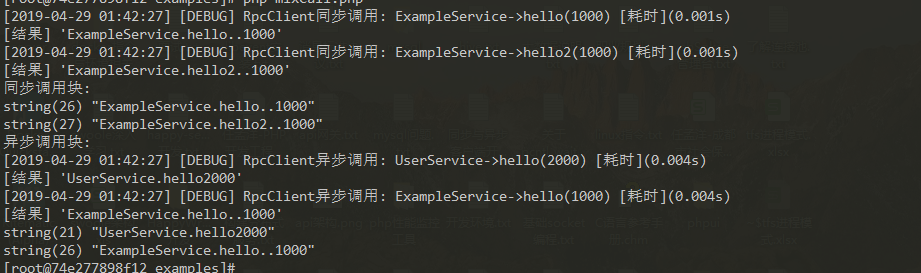 [root@74e277898f12 examples]# php mixcall.php
[2019-04-29 01:42:27] [DEBUG] RpcClient同步调用: ExampleService->hello(1000) [耗时](0.001s)
[结果] 'ExampleService.hello..1000'
[2019-04-29 01:42:27] [DEBUG] RpcClient同步调用: ExampleService->hello2(1000) [耗时](0.001s)
[结果] 'ExampleService.hello2..1000'
同步调用块:
string(26) "ExampleService.hello..1000"
string(27) "ExampleService.hello2..1000"
异步调用块:
[2019-04-29 01:42:27] [DEBUG] RpcClient异步调用: UserService->hello(2000) [耗时](0.004s)
[结果] 'UserService.hello2000'
[2019-04-29 01:42:27] [DEBUG] RpcClient异步调用: ExampleService->hello(1000) [耗时](0.004s)
[结果] 'ExampleService.hello..1000'
string(21) "UserService.hello2000"
string(26) "ExampleService.hello..1000"
[root@74e277898f12 examples]#